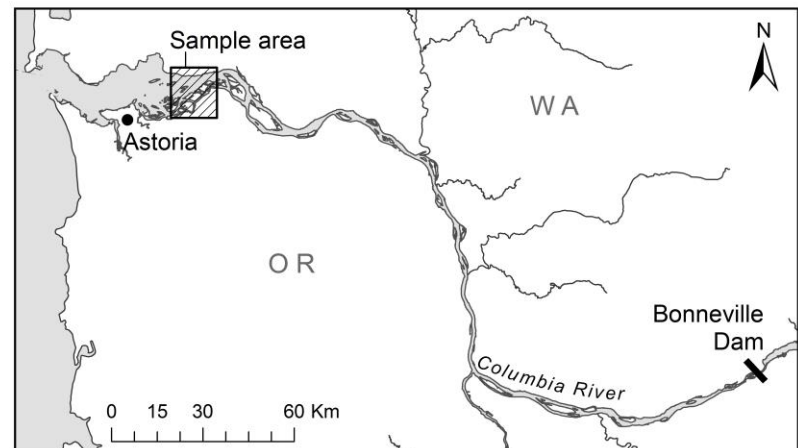 Sample area
N
WA
Astoria
OR
Bonneville
Dam
Columbia River
0 15 30 60 Km